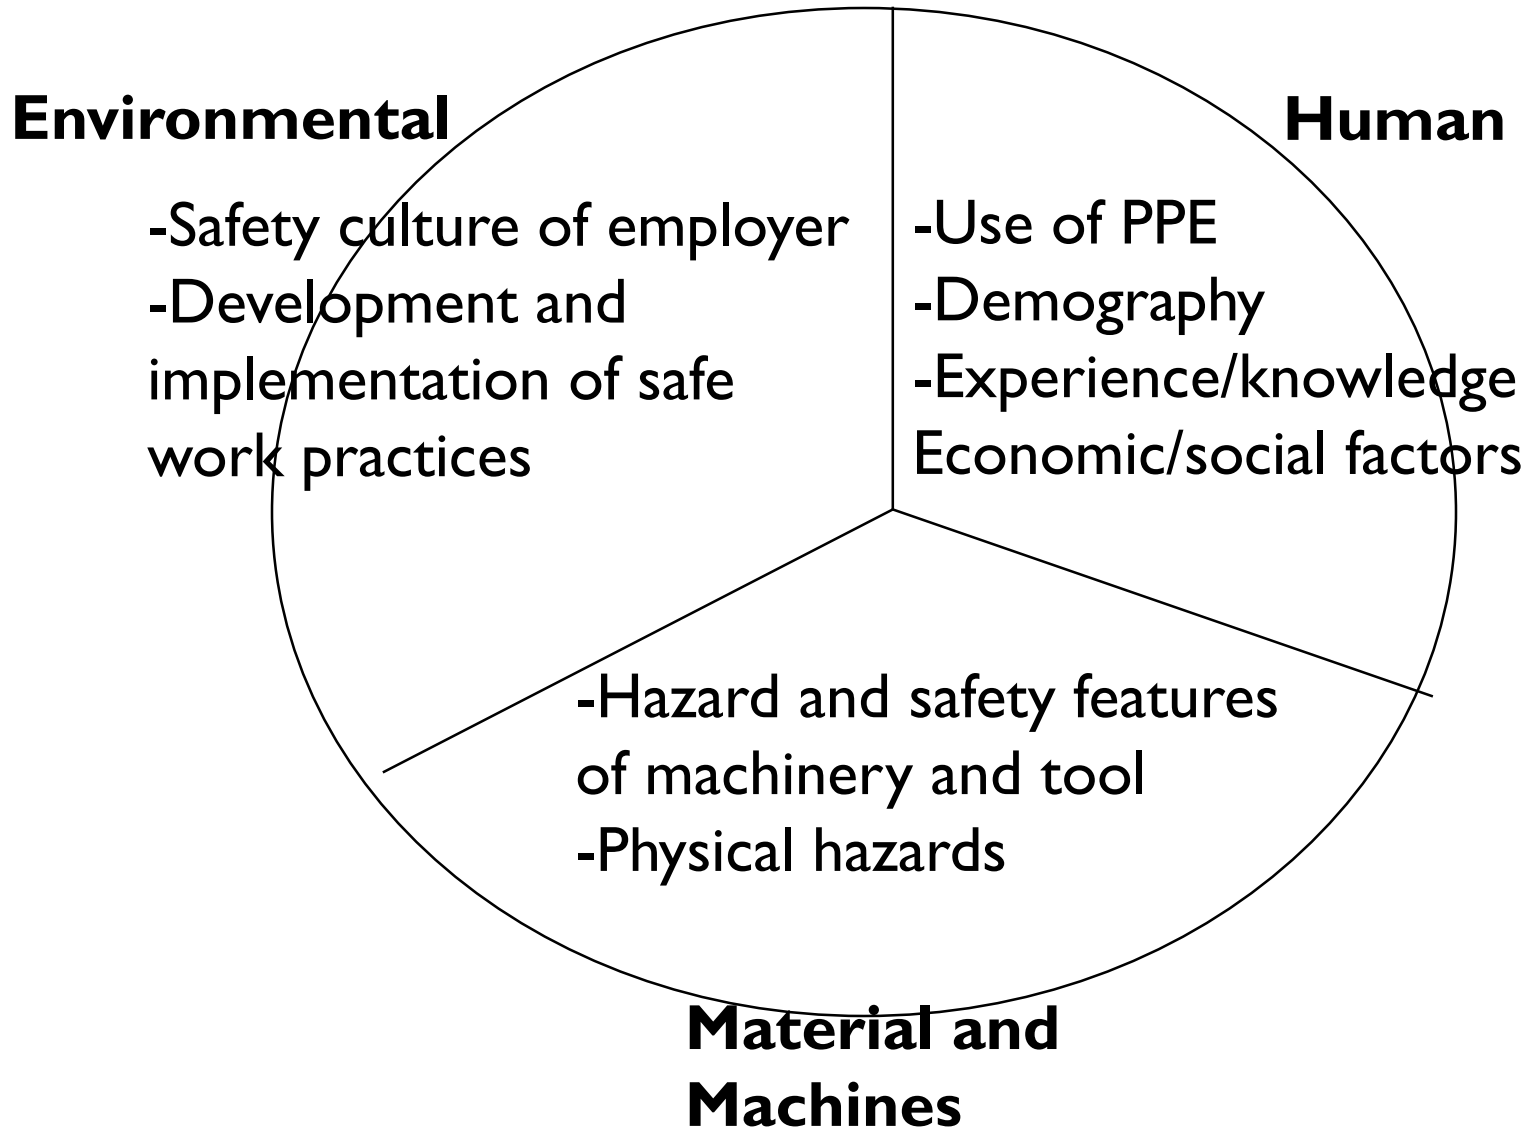 Environmental
-Safety culture of employer
-Development and
implementation of safe
work practices
Human
-Use of PPE
-Demography
-Experience/knowledge
Economic/social factors
-Hazard and safety features
of machinery and tool
-Physical hazards
Material and
Machines